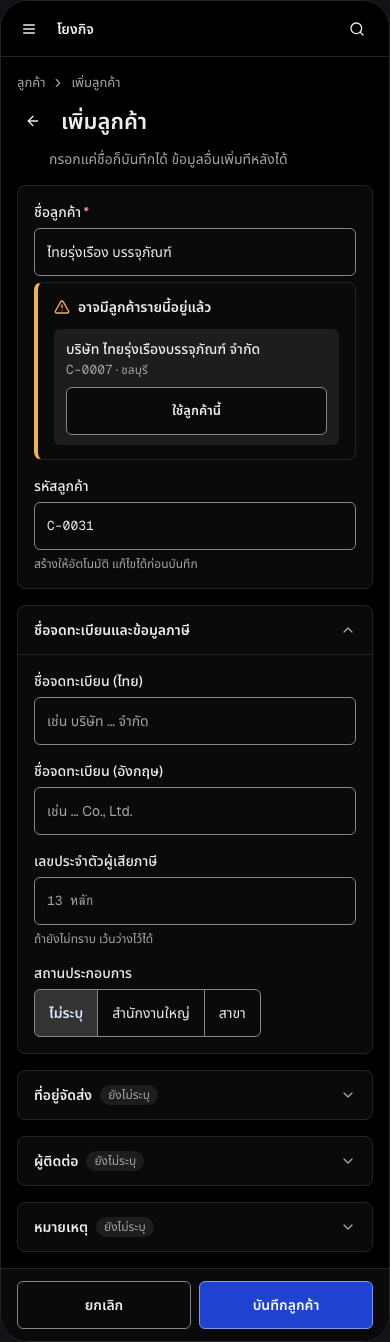 โยงกิจ
ลูกค้า > เพิ่มลูกค้า
เพิ่มลูกค้า
กรอกแค่ชื่อก็บันทึกได้ ข้อมูลอื่นเพิ่มทีหลังได้
ชื่อลูกค้า *
ไทยรุ่งเรือง บรรจุภัณฑ์
อาจมีลูกค้ารายนี้อยู่แล้ว
บริษัท ไทยรุ่งเรืองบรรจุภัณฑ์ จำกัด
C-0007 · ชลบุรี
ใช้ลูกค้านี้
รหัสลูกค้า
C-0031
สร้างให้อัตโนมัติ แก้ไขได้ก่อนบันทึก
ชื่อจดทะเบียนและข้อมูลภาษี
ชื่อจดทะเบียน (ไทย)
เช่น บริษัท … จำกัด
ชื่อจดทะเบียน (อังกฤษ)
เช่น … Co., Ltd.
เลขประจำตัวผู้เสียภาษี
13 หลัก
ถ้ายังไม่ทราบ เว้นว่างไว้ได้
สถานประกอบการ
ไม่ระบุ สำนักงานใหญ่ สาขา
ที่อยู่จัดส่ง ยังไม่ระบุ
ผู้ติดต่อ ยังไม่ระบุ
หมายเหตุ ยังไม่ระบุ
ยกเลิก บันทึกลูกค้า